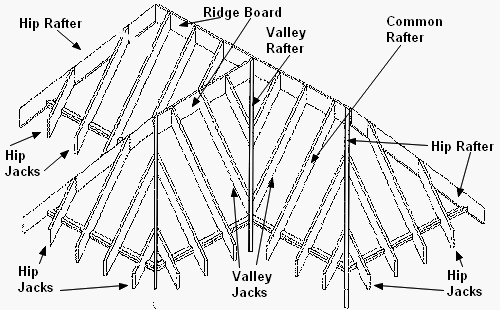 Ridge Board
Hip Rafter
Valley
Rafter
Common
Rafter
Hip Rafter
Hip
Jacks
Hip
Jacks
Valley
Jacks
Hip
Jacks